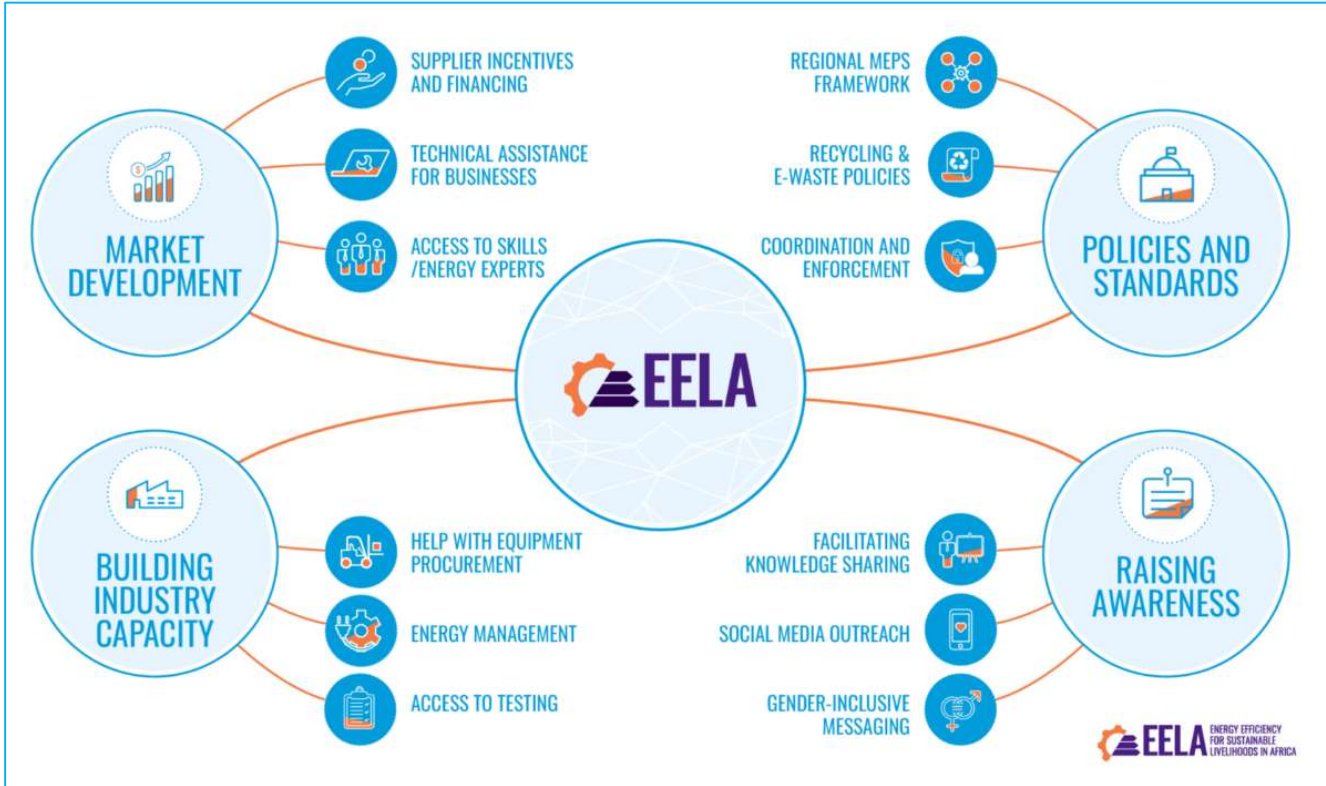 SUPPLIER INCENTIVES
AND FINANCING
TECHNICAL ASSISTANCE
FOR BUSINESSES
ACCESS TO SKILLS
/ENERGY EXPERTS
MARKET
DEVELOPMENT
REGIONAL MEPS
FRAMEWORK
RECYCLING &
E-WASTE POLICIES
COORDINATION AND
ENFORCEMENT
POLICIES AND
STANDARDS
EELA
BUILDING
INDUSTRY
CAPACITY
HELP WITH EQUIPMENT
PROCUREMENT
ENERGY MANAGEMENT
ACCESS TO TESTING
FACILITATING
KNOWLEDGE SHARING
SOCIAL MEDIA OUTREACH
GENDER-INCLUSIVE
MESSAGING
RAISING
AWARENESS
EELA
ENERGY EFFICIENCY
FOR SUSTAINABLE
LIVELIHOODS IN AFRICA